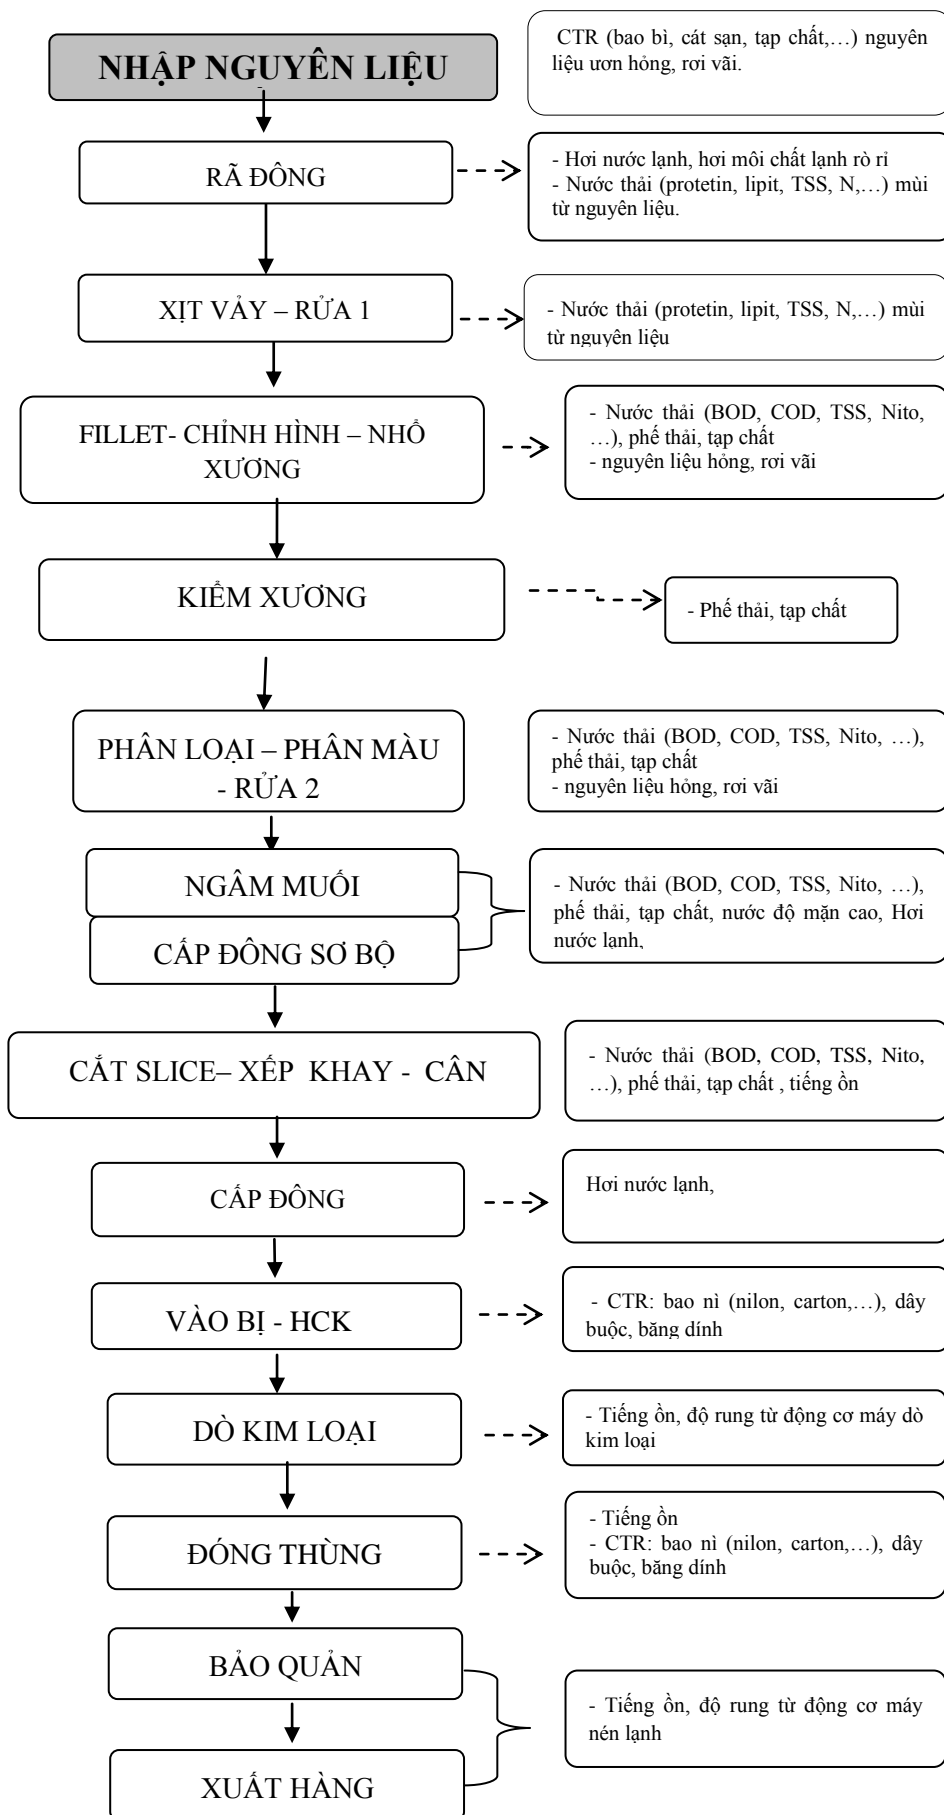 CTR (bao bì, cát sạn, tạp chất,…) nguyên
liệu ươn hỏng, rơi vãi.
NHẬP NGUYÊN LIỆU
RÃ ĐÔNG
- Hơi nước lạnh, hơi môi chất lạnh rò rỉ
- Nước thải (protetin, lipit, TSS, N,…) mùi
từ nguyên liệu.
XỊT VẢY – RỬA 1
- Nước thải (protetin, lipit, TSS, N,…) mùi
từ nguyên liệu
FILLET- CHỈNH HÌNH – NHỔ
XƯƠNG
- Nước thải (BOD, COD, TSS, Nito,
…), phế thải, tạp chất
- nguyên liệu hỏng, rơi vãi
KIỂM XƯƠNG
- Phế thải, tạp chất
PHÂN LOẠI – PHÂN MÀU
- RỬA 2
- Nước thải (BOD, COD, TSS, Nito, …),
phế thải, tạp chất
- nguyên liệu hỏng, rơi vãi
NGÂM MUỐI
CẤP ĐÔNG SƠ BỘ
- Nước thải (BOD, COD, TSS, Nito, …),
phế thải, tạp chất, nước độ mặn cao, Hơi
nước lạnh,
CẮT SLICE– XẾP KHAY - CÂN
- Nước thải (BOD, COD, TSS, Nito,
…), phế thải, tạp chất , tiếng ồn
CẤP ĐÔNG
Hơi nước lạnh,
VÀO BỊ - HCK
- CTR: bao nì (nilon, carton,…), dây
buộc, băng dính
DÒ KIM LOẠI
- Tiếng ồn, độ rung từ động cơ máy dò
kim loại
ĐÓNG THÙNG
- Tiếng ồn
- CTR: bao nì (nilon, carton,…), dây
buộc, băng dính
BẢO QUẢN
- Tiếng ồn, độ rung từ động cơ máy
nén lạnh
XUẤT HÀNG